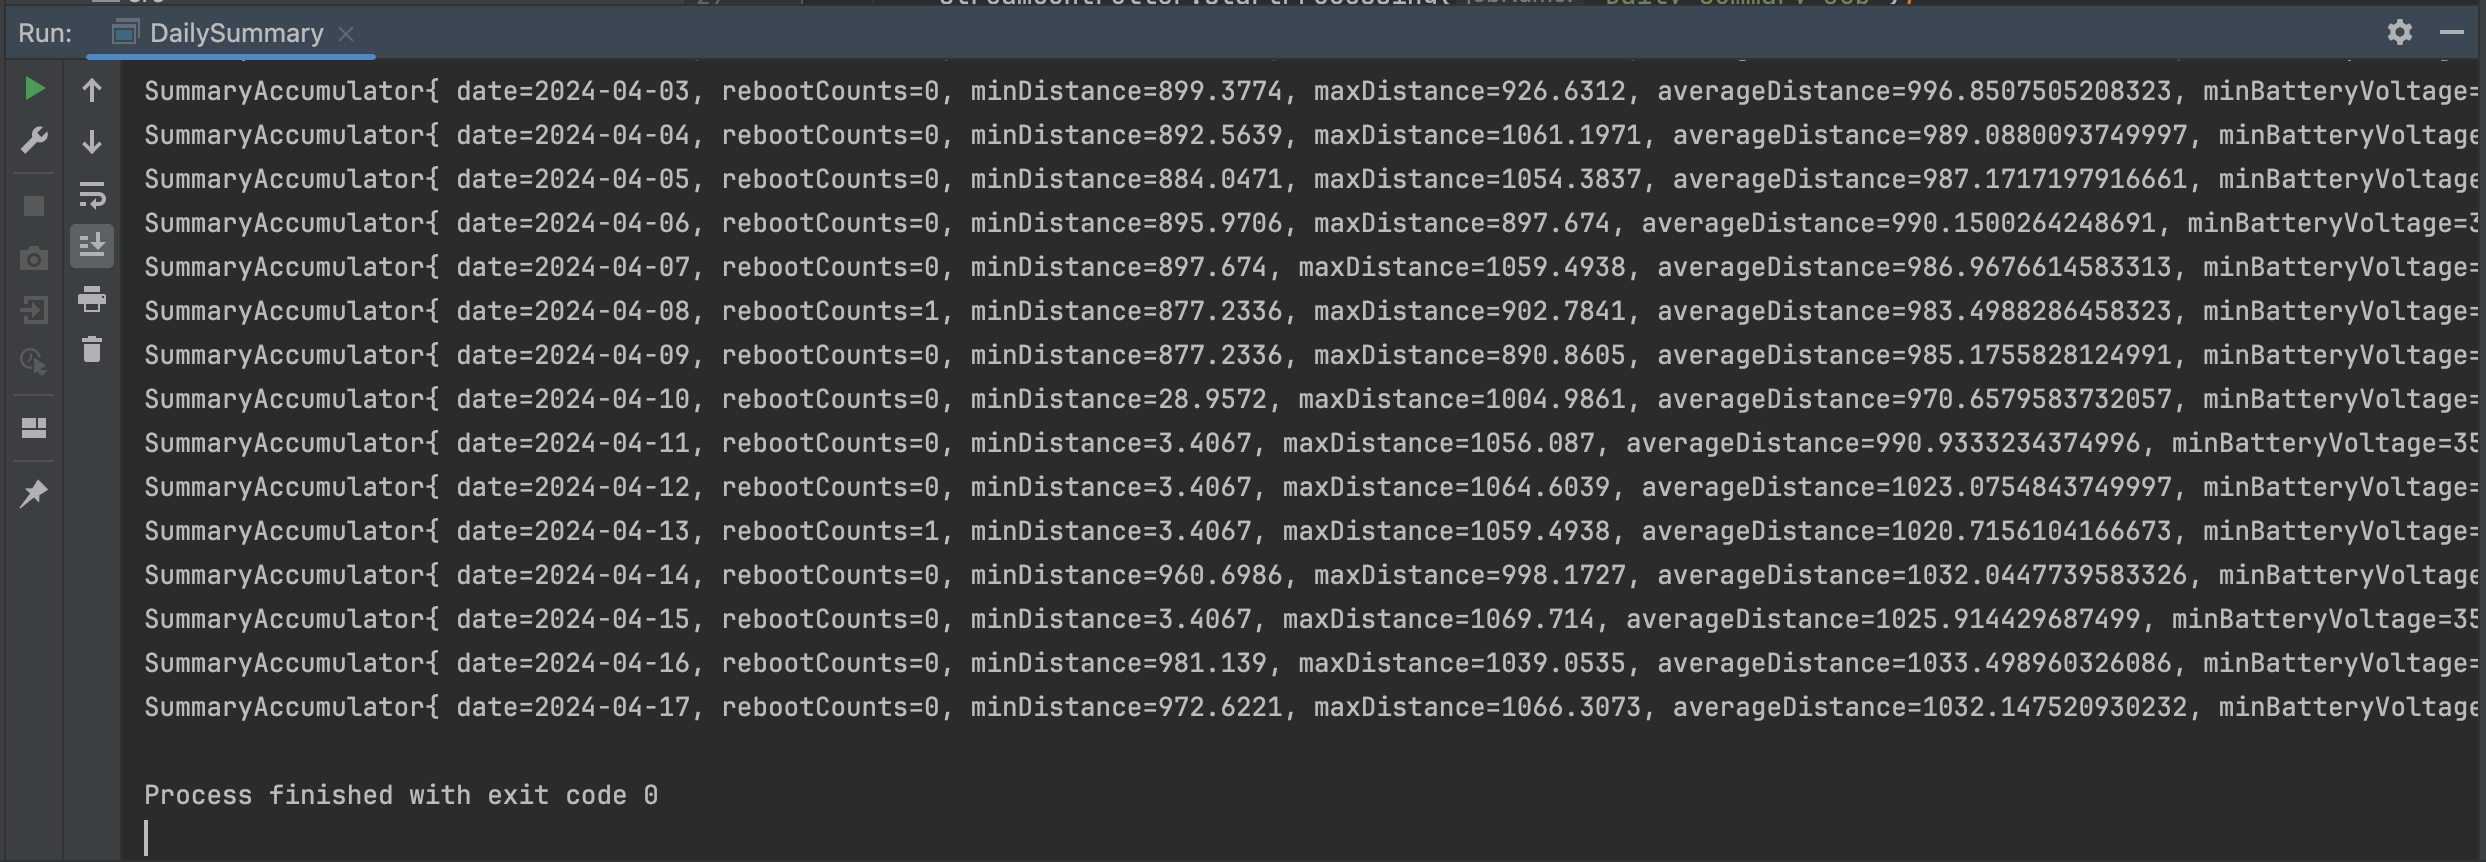 Run: DailySummary
SummaryAccumulator{ date=2024-04-03, rebootCounts=0, minDistance=899.3774, maxDistance=926.6312, averageDistance=996.8507505208323, minBatteryVoltage=
SummaryAccumulator{ date=2024-04-04, rebootCounts=0, minDistance=892.5639, maxDistance=1061.1971, averageDistance=989.0880093749997, minBatteryVoltage
SummaryAccumulator{ date=2024-04-05, rebootCounts=0, minDistance=884.0471, maxDistance=1054.3837, averageDistance=987.1717197916661, minBatteryVoltage
SummaryAccumulator{ date=2024-04-06, rebootCounts=0, minDistance=895.9706, maxDistance=897.674, averageDistance=990.1500264248691, minBatteryVoltage=3
SummaryAccumulator{ date=2024-04-07, rebootCounts=0, minDistance=897.674, maxDistance=1059.4938, averageDistance=986.9676614583313, minBatteryVoltage=
SummaryAccumulator{ date=2024-04-08, rebootCounts=1, minDistance=877.2336, maxDistance=902.7841, averageDistance=983.4988286458323, minBatteryVoltage=
SummaryAccumulator{ date=2024-04-09, rebootCounts=0, minDistance=877.2336, maxDistance=890.8605, averageDistance=985.1755828124991, minBatteryVoltage=
SummaryAccumulator{ date=2024-04-10, rebootCounts=0, minDistance=28.9572, maxDistance=1004.9861, averageDistance=970.6579583732057, minBatteryVoltage=
SummaryAccumulator{ date=2024-04-11, rebootCounts=0, minDistance=3.4067, maxDistance=1056.087, averageDistance=990.9333234374996, minBatteryVoltage=35
SummaryAccumulator{ date=2024-04-12, rebootCounts=0, minDistance=3.4067, maxDistance=1064.6039, averageDistance=1023.0754843749997, minBatteryVoltage=
SummaryAccumulator{ date=2024-04-13, rebootCounts=1, minDistance=3.4067, maxDistance=1059.4938, averageDistance=1020.7156104166673, minBatteryVoltage=
SummaryAccumulator{ date=2024-04-14, rebootCounts=0, minDistance=960.6986, maxDistance=998.1727, averageDistance=1032.0447739583326, minBatteryVoltage
SummaryAccumulator{ date=2024-04-15, rebootCounts=0, minDistance=3.4067, maxDistance=1069.714, averageDistance=1025.914429687499, minBatteryVoltage=35
SummaryAccumulator{ date=2024-04-16, rebootCounts=0, minDistance=981.139, maxDistance=1039.0535, averageDistance=1033.498960326086, minBatteryVoltage=
SummaryAccumulator{ date=2024-04-17, rebootCounts=0, minDistance=972.6221, maxDistance=1066.3073, averageDistance=1032.147520930232, minBatteryVoltage
Process finished with exit code 0